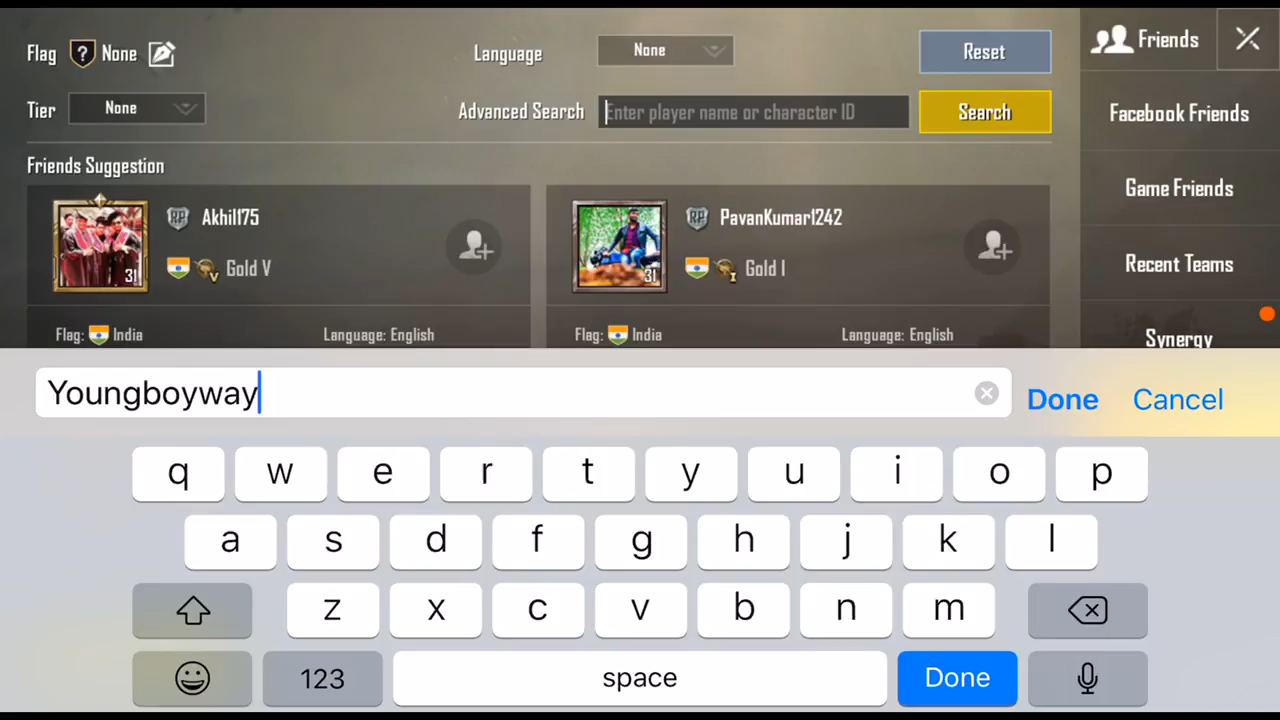 Flag ? None
Language None
Reset
Friends
Tier None
Advanced Search Enter player name or character ID
Search
Facebook Friends
Friends Suggestion
Game Friends
RP Akhil175
31
V Gold V
RP PavanKumar1242
31
I Gold I
Recent Teams
Flag: India
Language: English
Flag: India
Language: English
Synergy
Youngboyway
Done
Cancel
q w e r t y u i o p
a s d f g h j k l
z x c v b n m
123 space Done